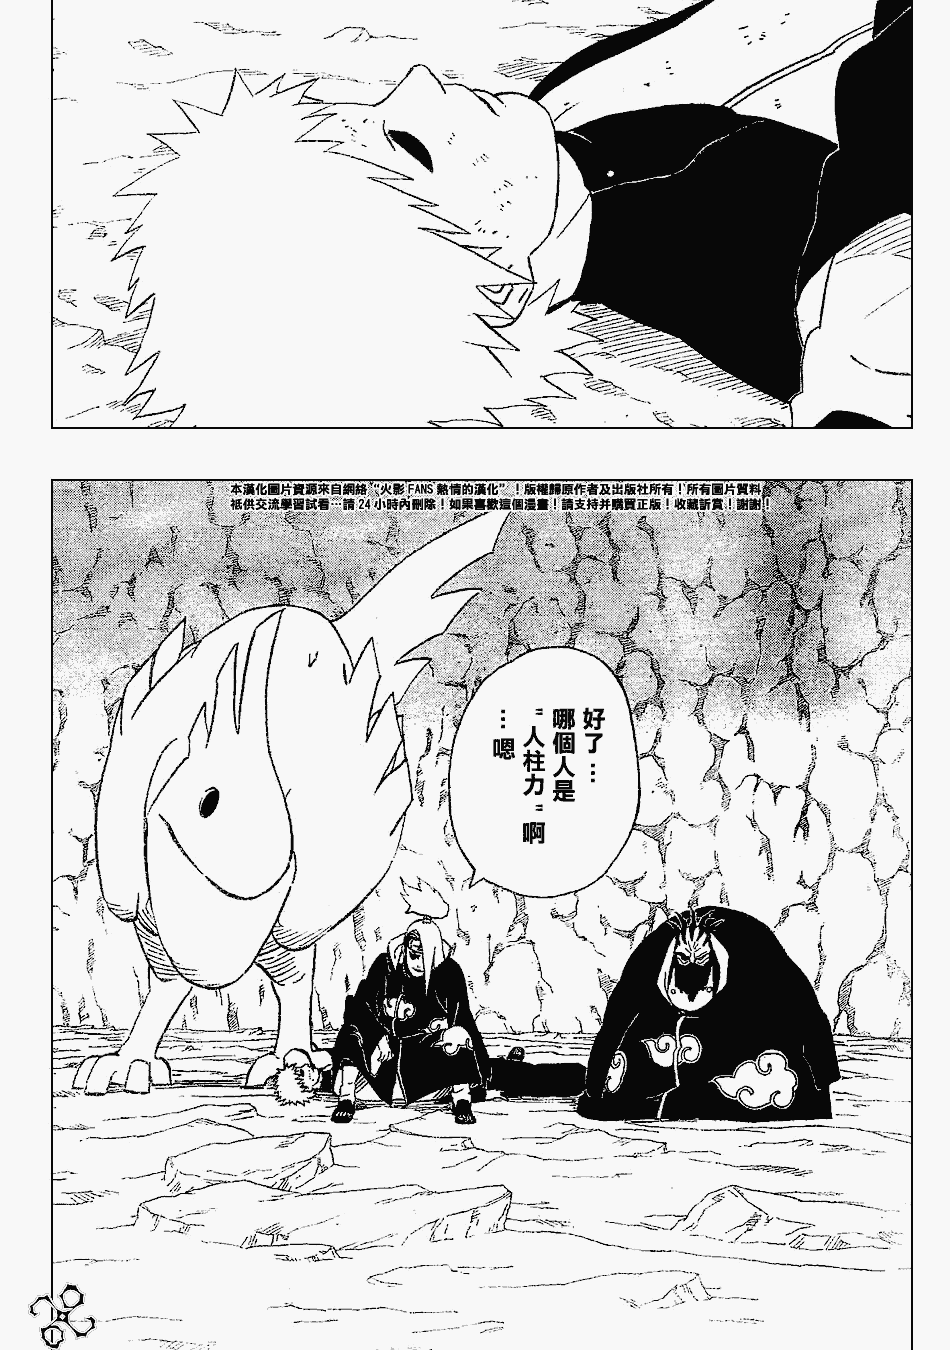 本漢化圖片資源來自網絡“火影FANS熱情的漢化”!版權歸原作者及出版社所有!所有圖片質料
祗供交流學習試看…請24小時內刪除!如果喜歡這個漫畫!請支持并購買正版!收藏訢賞!謝謝!
好了…
哪個人是
"人柱力"啊
…嗯